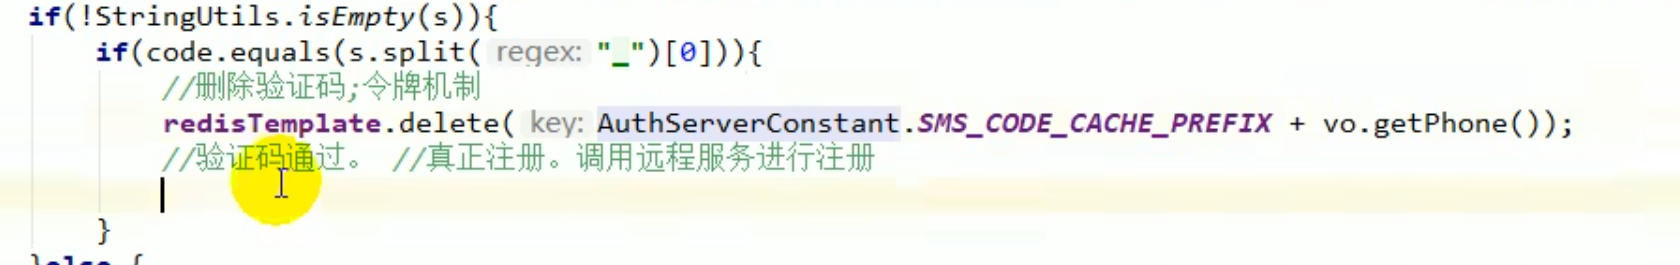 if(!StringUtils.isEmpty(s)){
if(code.equals(s.split( regex: "_")[0])){
//删除验证码;令牌机制
redisTemplate.delete( key: AuthServerConstant.SMS_CODE_CACHE_PREFIX + vo.getPhone());
//验证码通过。 //真正注册。调用远程服务进行注册
}
}else {